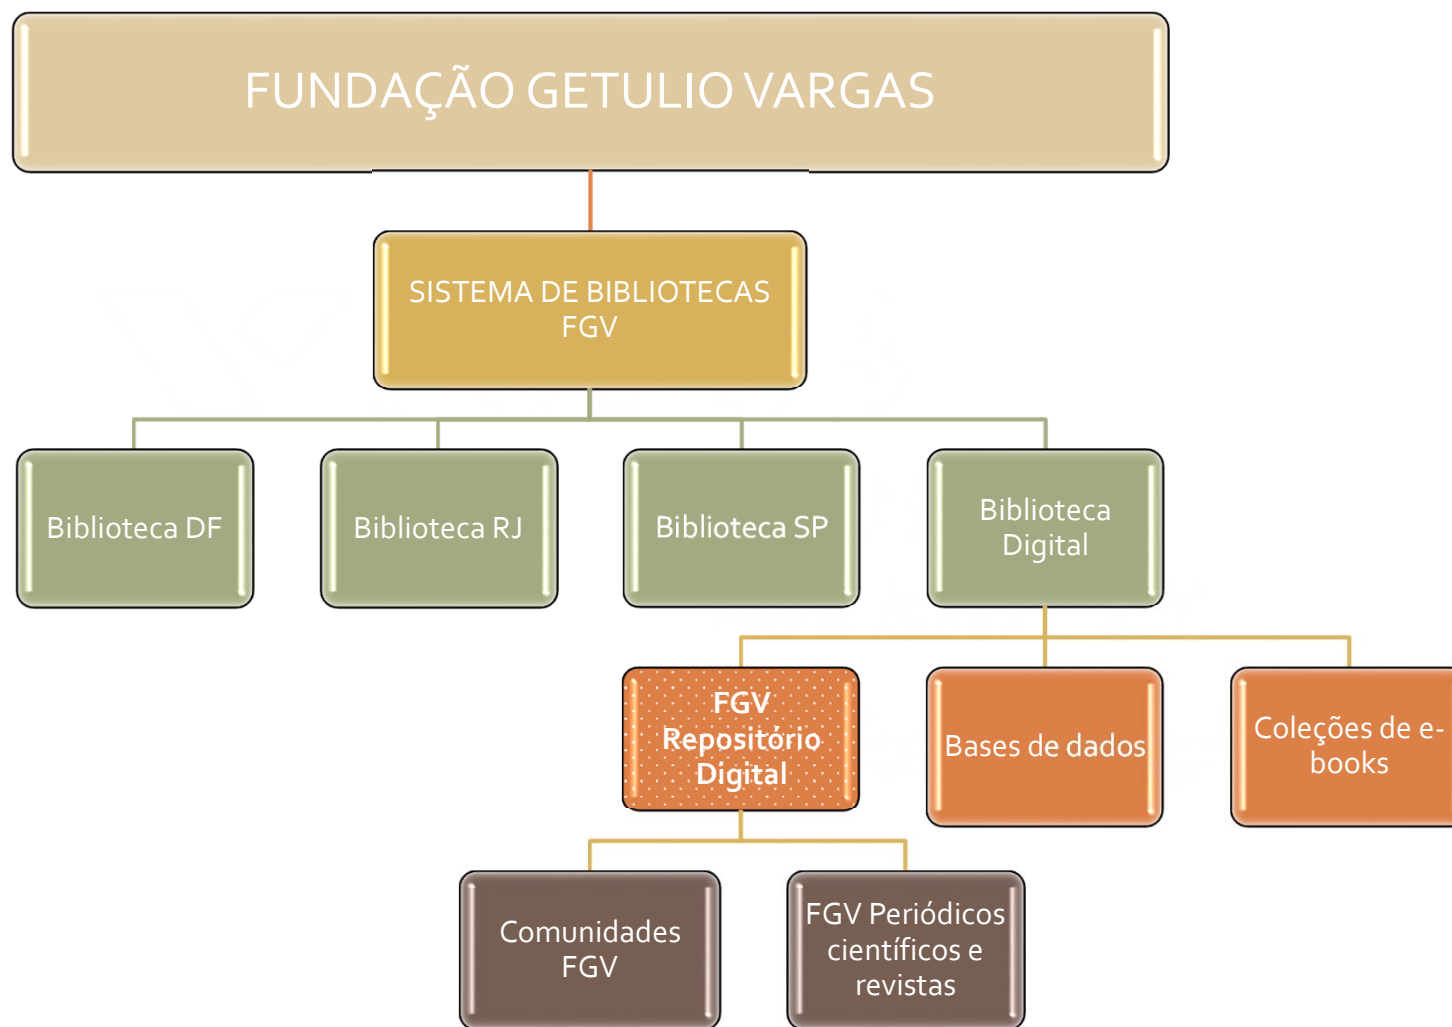 FUNDAÇÃO GETULIO VARGAS
SISTEMA DE BIBLIOTECAS
FGV
Biblioteca DF
Biblioteca RJ
Biblioteca SP
Biblioteca
Digital
FGV
Repositório
Digital
Bases de dados
Coleções de e-
books
Comunidades
FGV
FGV Periódicos
científicos e
revistas